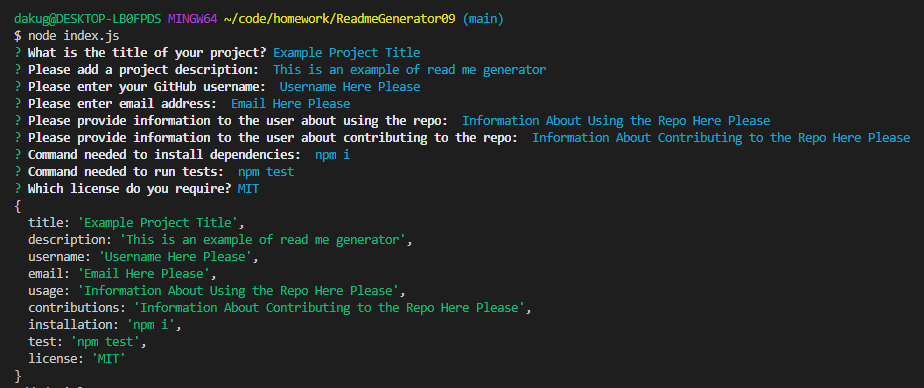 dakug@DESKTOP-LB0FPDS MINGW64 ~/code/homework/ReadmeGenerator09 (main)
$ node index.js
? What is the title of your project? Example Project Title
? Please add a project description:  This is an example of read me generator
? Please enter your GitHub username:  Username Here Please
? Please enter email address:  Email Here Please
? Please provide information to the user about using the repo:  Information About Using the Repo Here Please
? Please provide information to the user about contributing to the repo:  Information About Contributing to the Repo Here Please
? Command needed to install dependencies:  npm i
? Command needed to run tests:  npm test
? Which license do you require? MIT
{
  title: 'Example Project Title',
  description: 'This is an example of read me generator',
  username: 'Username Here Please',
  email: 'Email Here Please',
  usage: 'Information About Using the Repo Here Please',
  contributions: 'Information About Contributing to the Repo Here Please',
  installation: 'npm i',
  test: 'npm test',
  license: 'MIT'
}